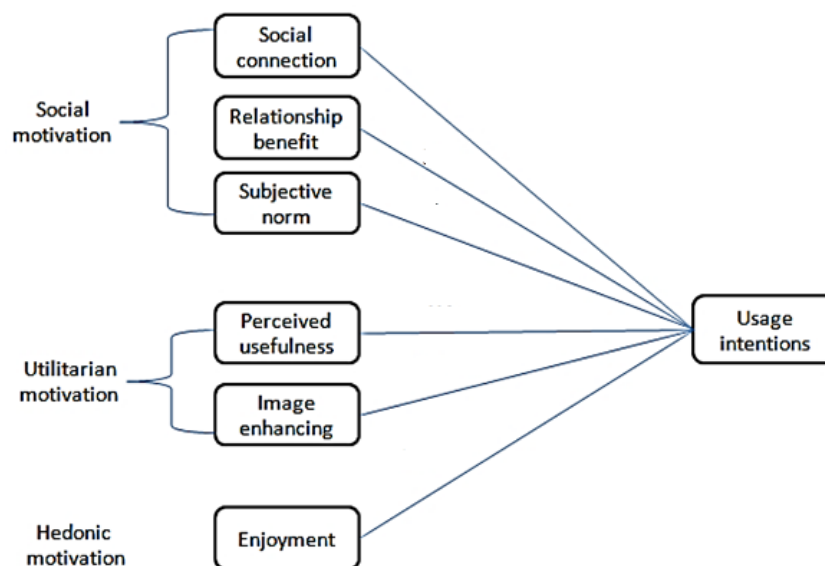 Social
motivation
Social
connection
Relationship
benefit
Subjective
norm
Utilitarian
motivation
Perceived
usefulness
Image
enhancing
Hedonic
motivation
Enjoyment
Usage
intentions